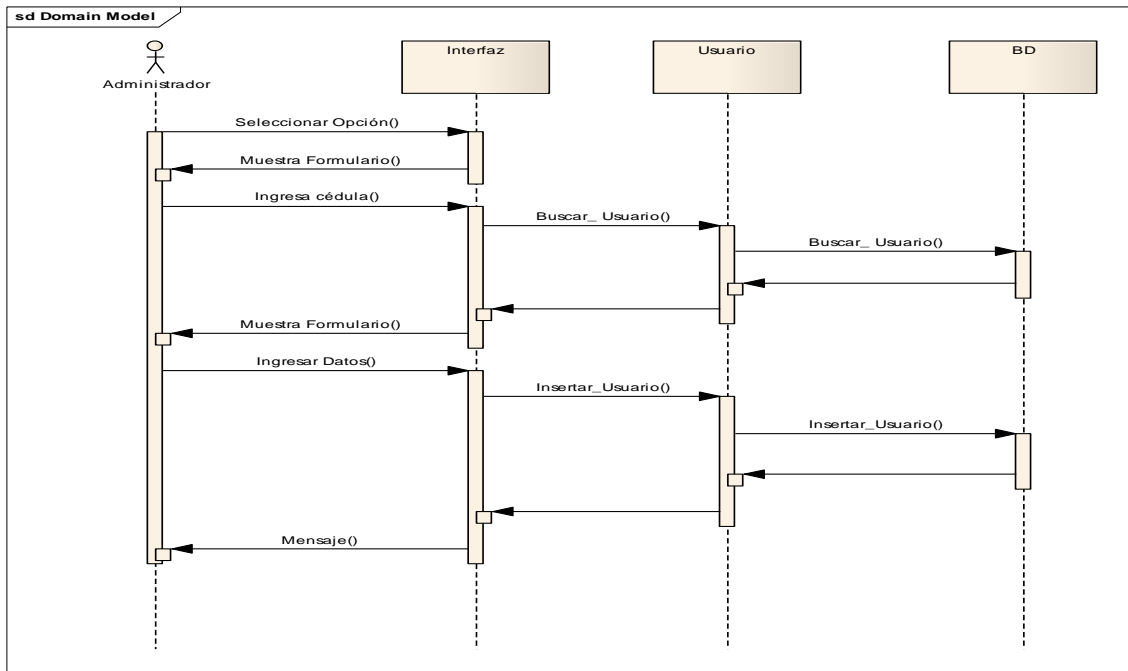 sd Domain Model
Administrador
Interfaz
Usuario
BD
Seleccionar Opción()
Muestra Formulario()
Ingresa cédula()
Buscar_ Usuario()
Buscar_ Usuario()
Muestra Formulario()
Ingresar Datos()
Insertar_Usuario()
Insertar_Usuario()
Mensaje()